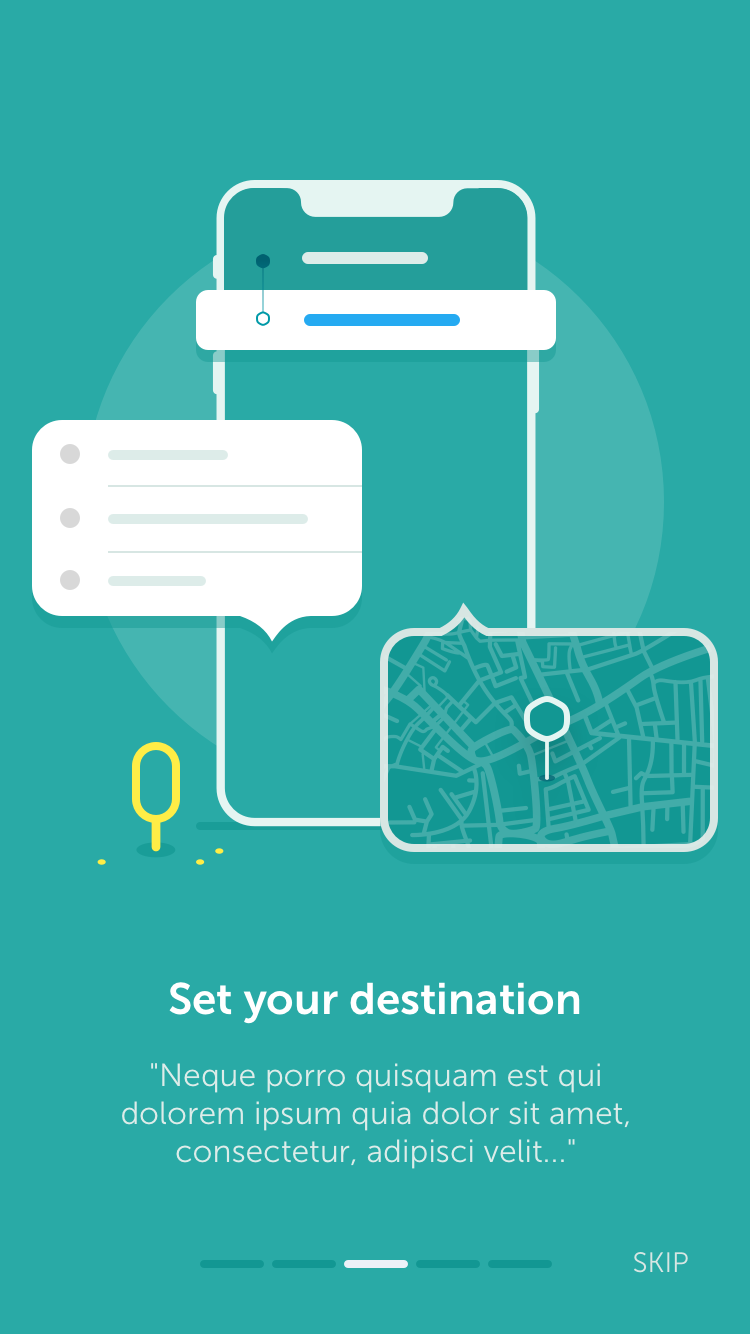 Set your destination
"Neque porro quisquam est qui
dolorem ipsum quia dolor sit amet,
consectetur, adipisci velit..."
SKIP